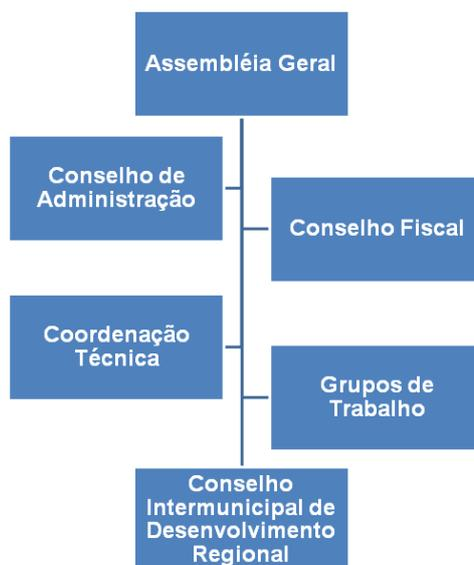 Assembléia Geral
Conselho de
Administração
Conselho Fiscal
Coordenação
Técnica
Grupos de
Trabalho
Conselho
Intermunicipal de
Desenvolvimento
Regional